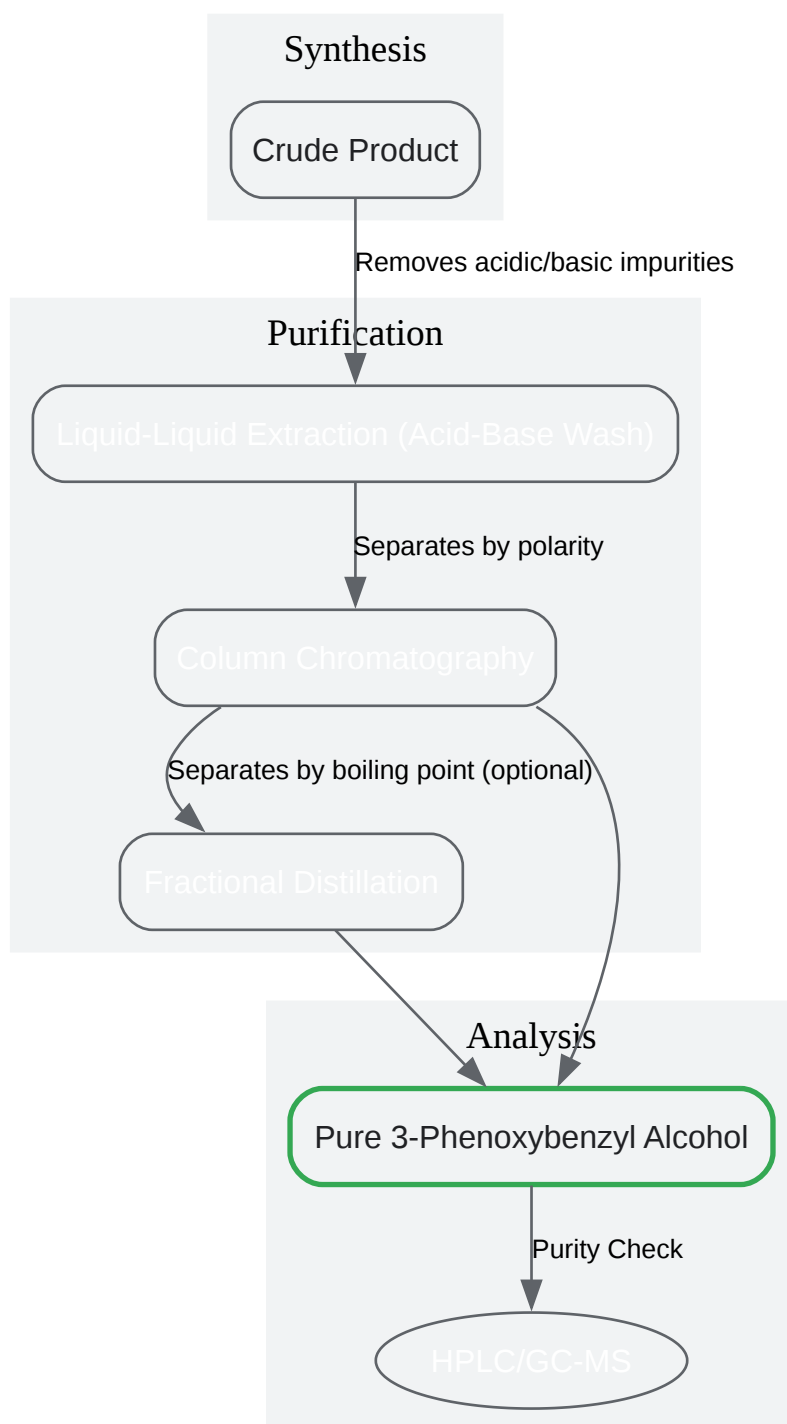 Synthesis
Crude Product
Removes acidic/basic impurities
Purification
Liquid-Liquid Extraction (Acid-Base Wash)
Separates by polarity
Column Chromatography
Separates by boiling point (optional)
Fractional Distillation
Analysis
Pure 3-Phenoxybenzyl Alcohol
Purity Check
HPLC/GC-MS